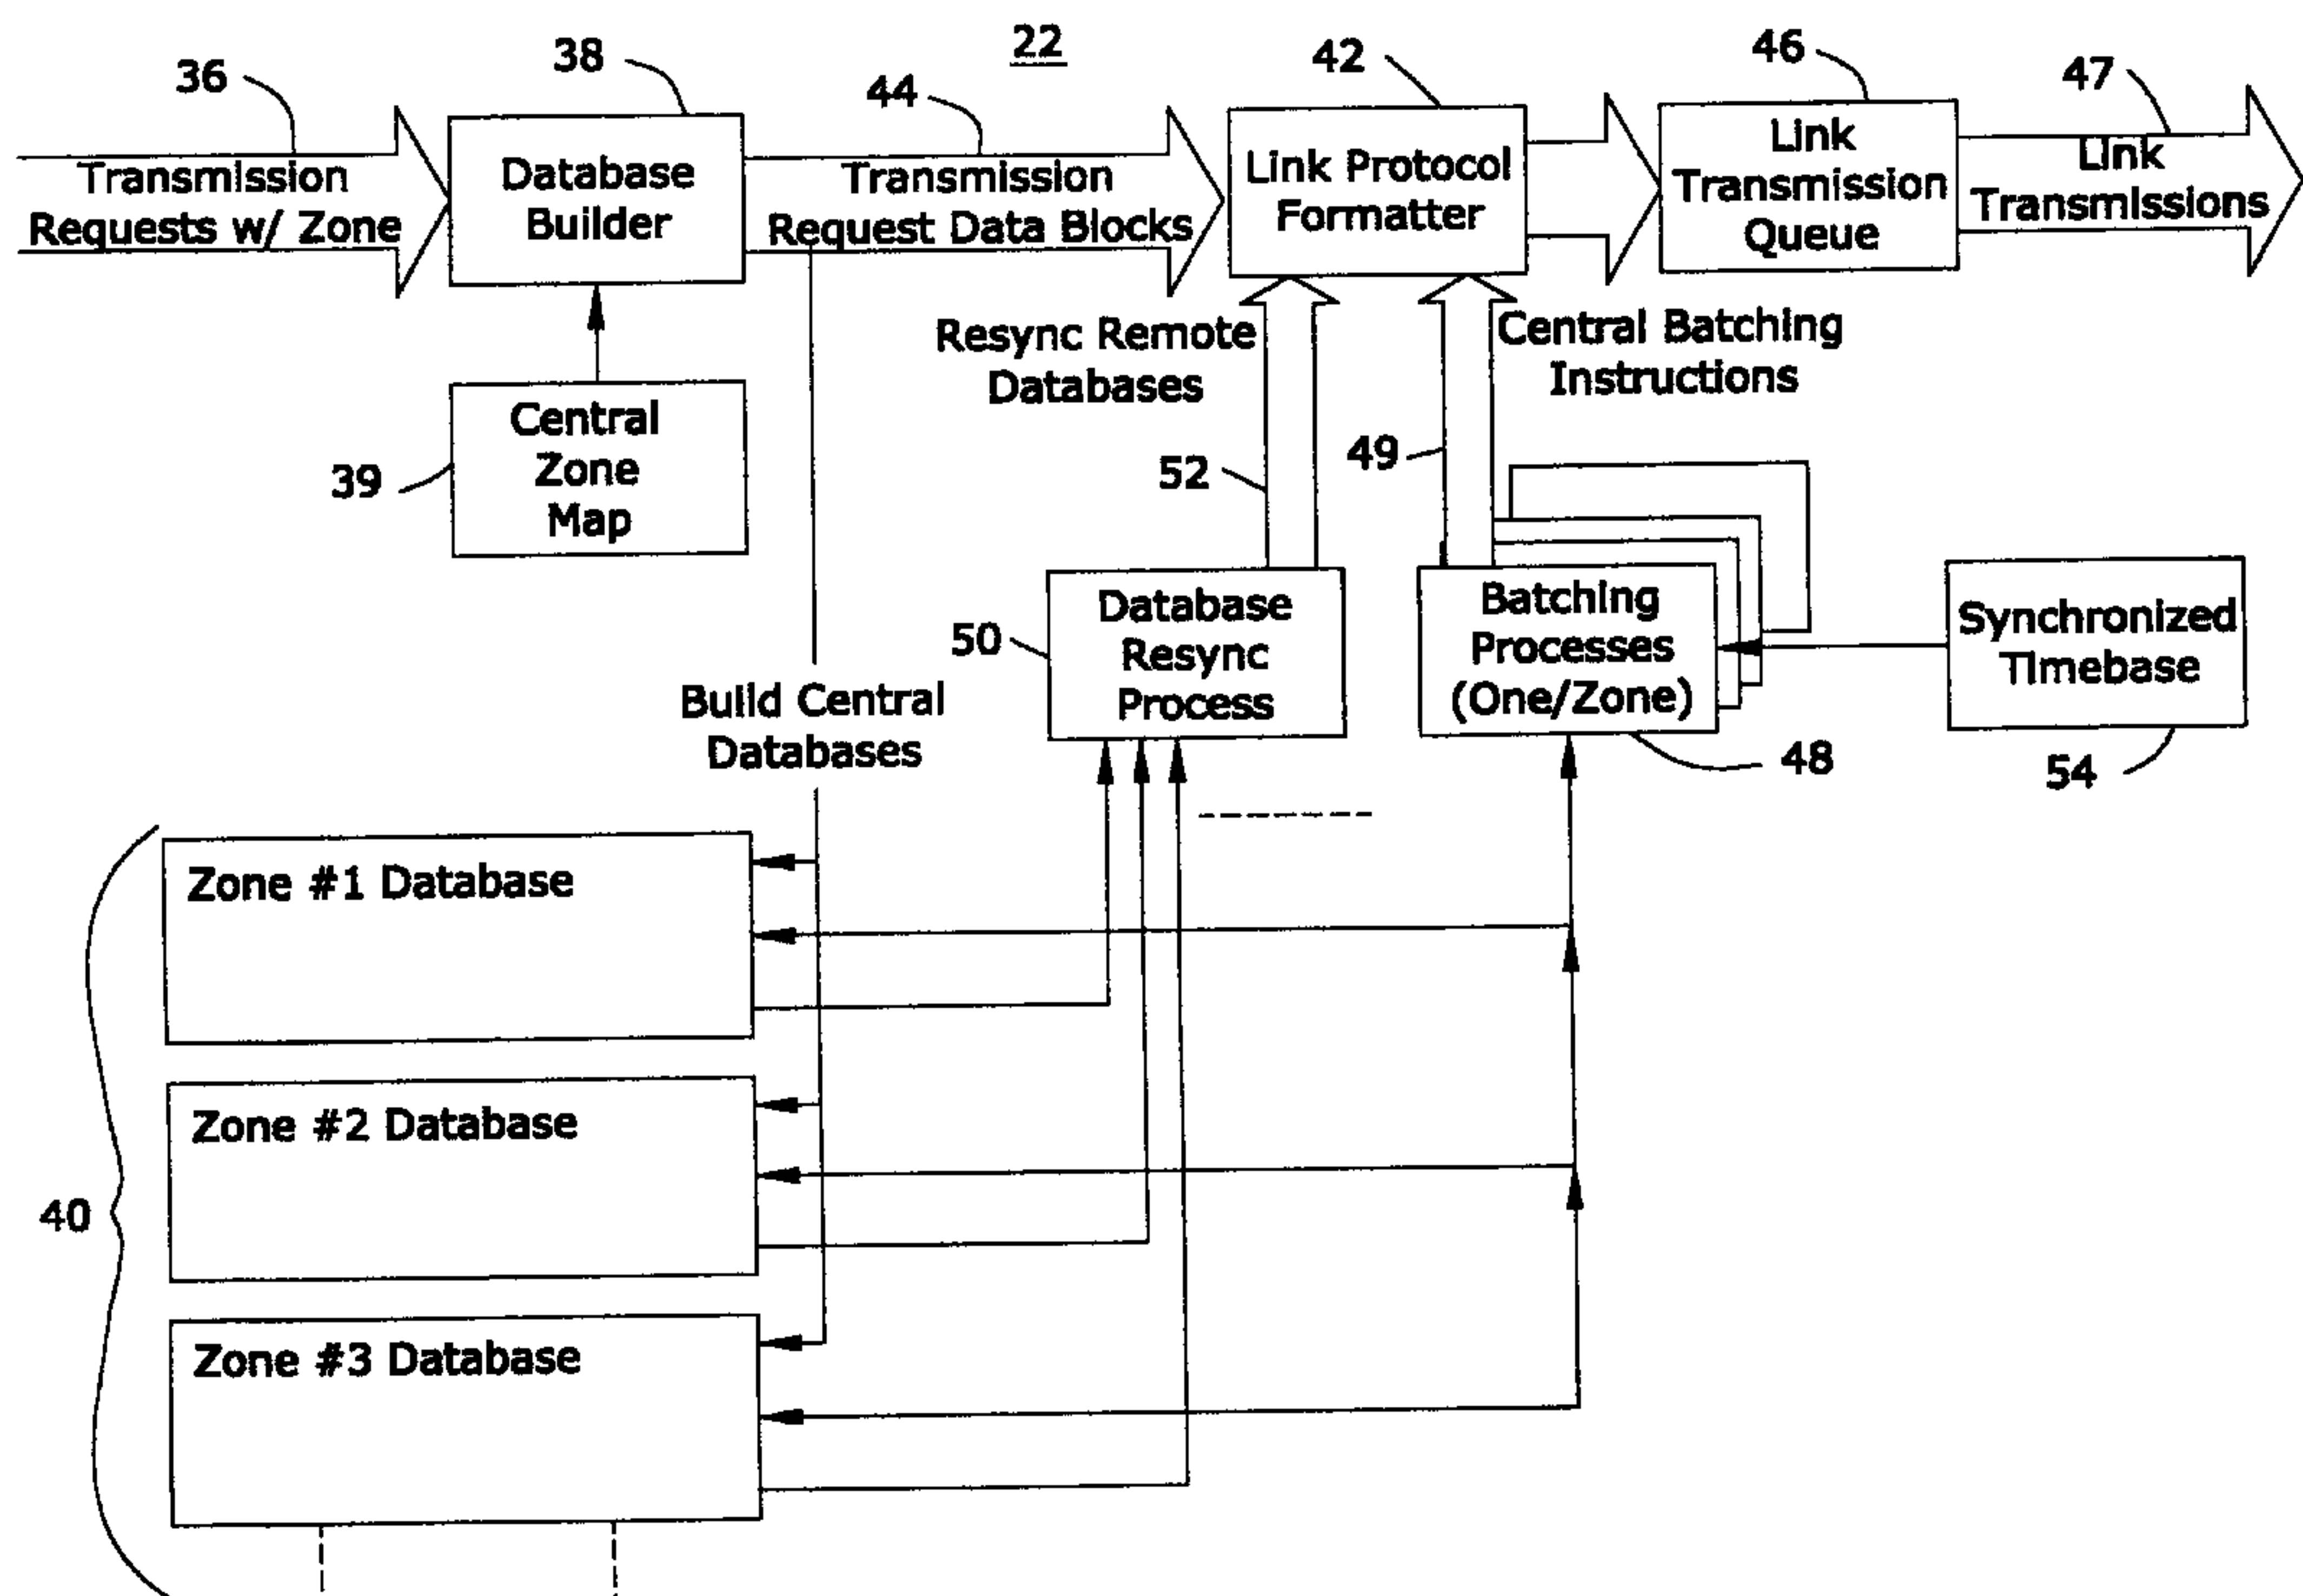 22
36
38
44
42
46
47
Transmission
Requests w/ Zone
Database
Builder
Transmission
Request Data Blocks
Link Protocol
Formatter
Link
Transmission
Queue
Link
Transmissions
Central
Zone
Map
39
Resync Remote
Databases
52
Central Batching
Instructions
49
Database
Resync
Process
50
Batching
Processes
(One/Zone)
48
Synchronized
Timebase
54
Build Central
Databases
Zone #1 Database
Zone #2 Database
Zone #3 Database
40